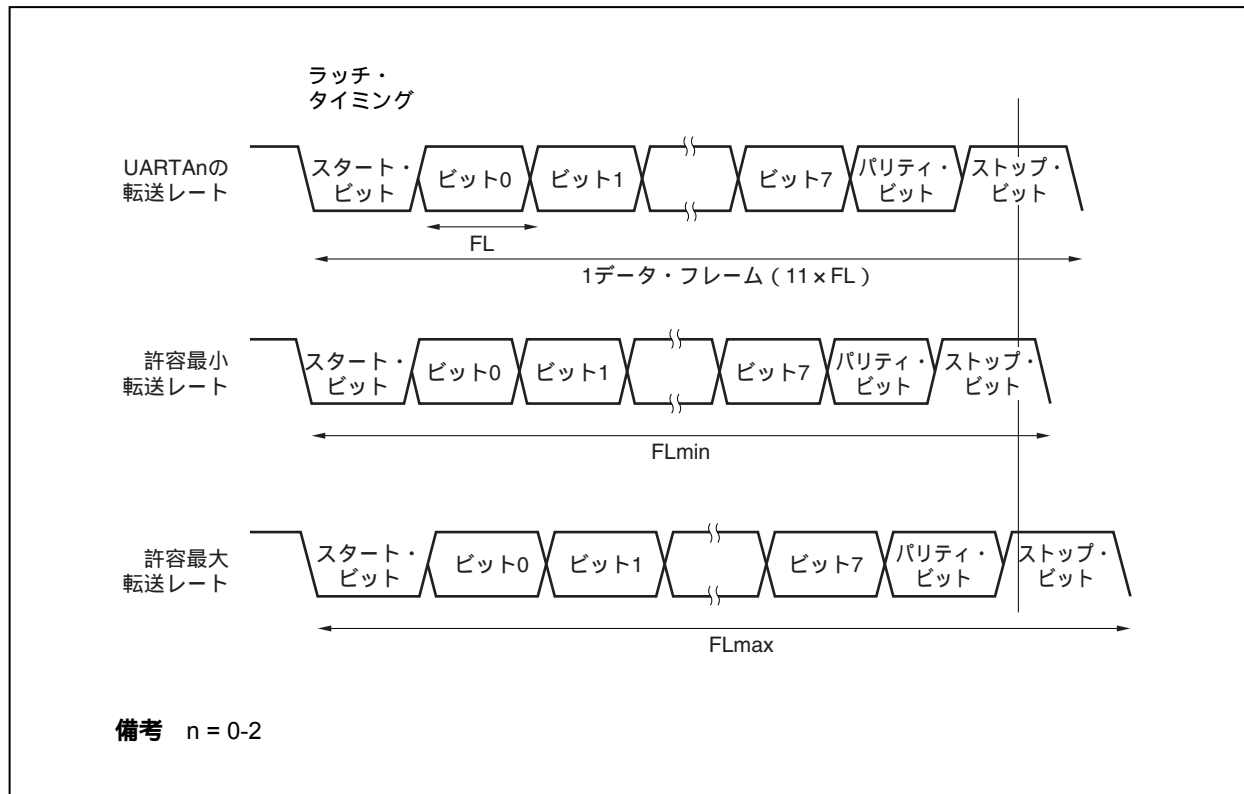 ラッチ・
タイミング
UARTAnの
転送レート
スタート・
ビット
ビット0
ビット1
ビット7
パリティ・
ビット
ストップ・
ビット
FL
1データ・フレーム（11×FL）
許容最小
転送レート
スタート・
ビット
ビット0
ビット1
ビット7
パリティ・
ビット
ストップ・
ビット
FLmin
許容最大
転送レート
スタート・
ビット
ビット0
ビット1
ビット7
パリティ・
ビット
ストップ・
ビット
FLmax
備考 n = 0-2